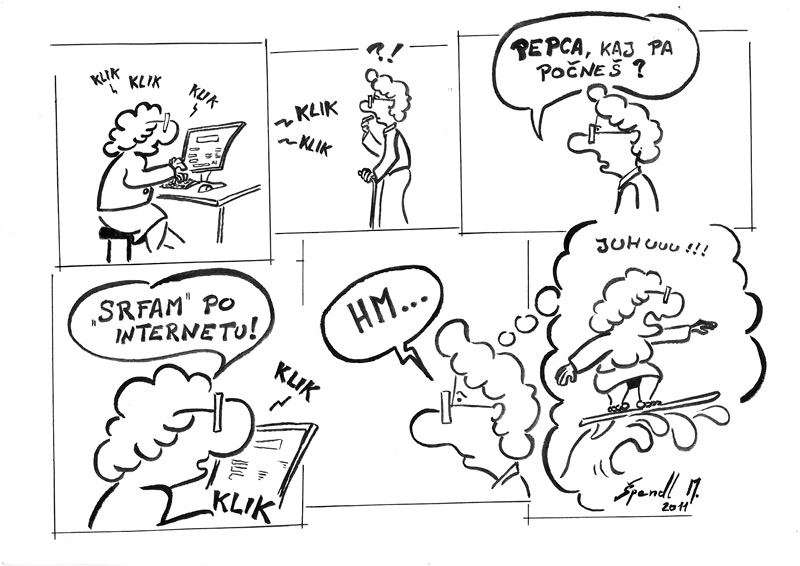 KLIK
KLIK
KLIK
?!
KLIK
KLIK
PEPCA, KAJ PA
POČNEŠ?
„SRFAM" PO
INTERNETU!
KLIK
KLIK
HM...
JUHUUU!!!
Špendl M.
2011